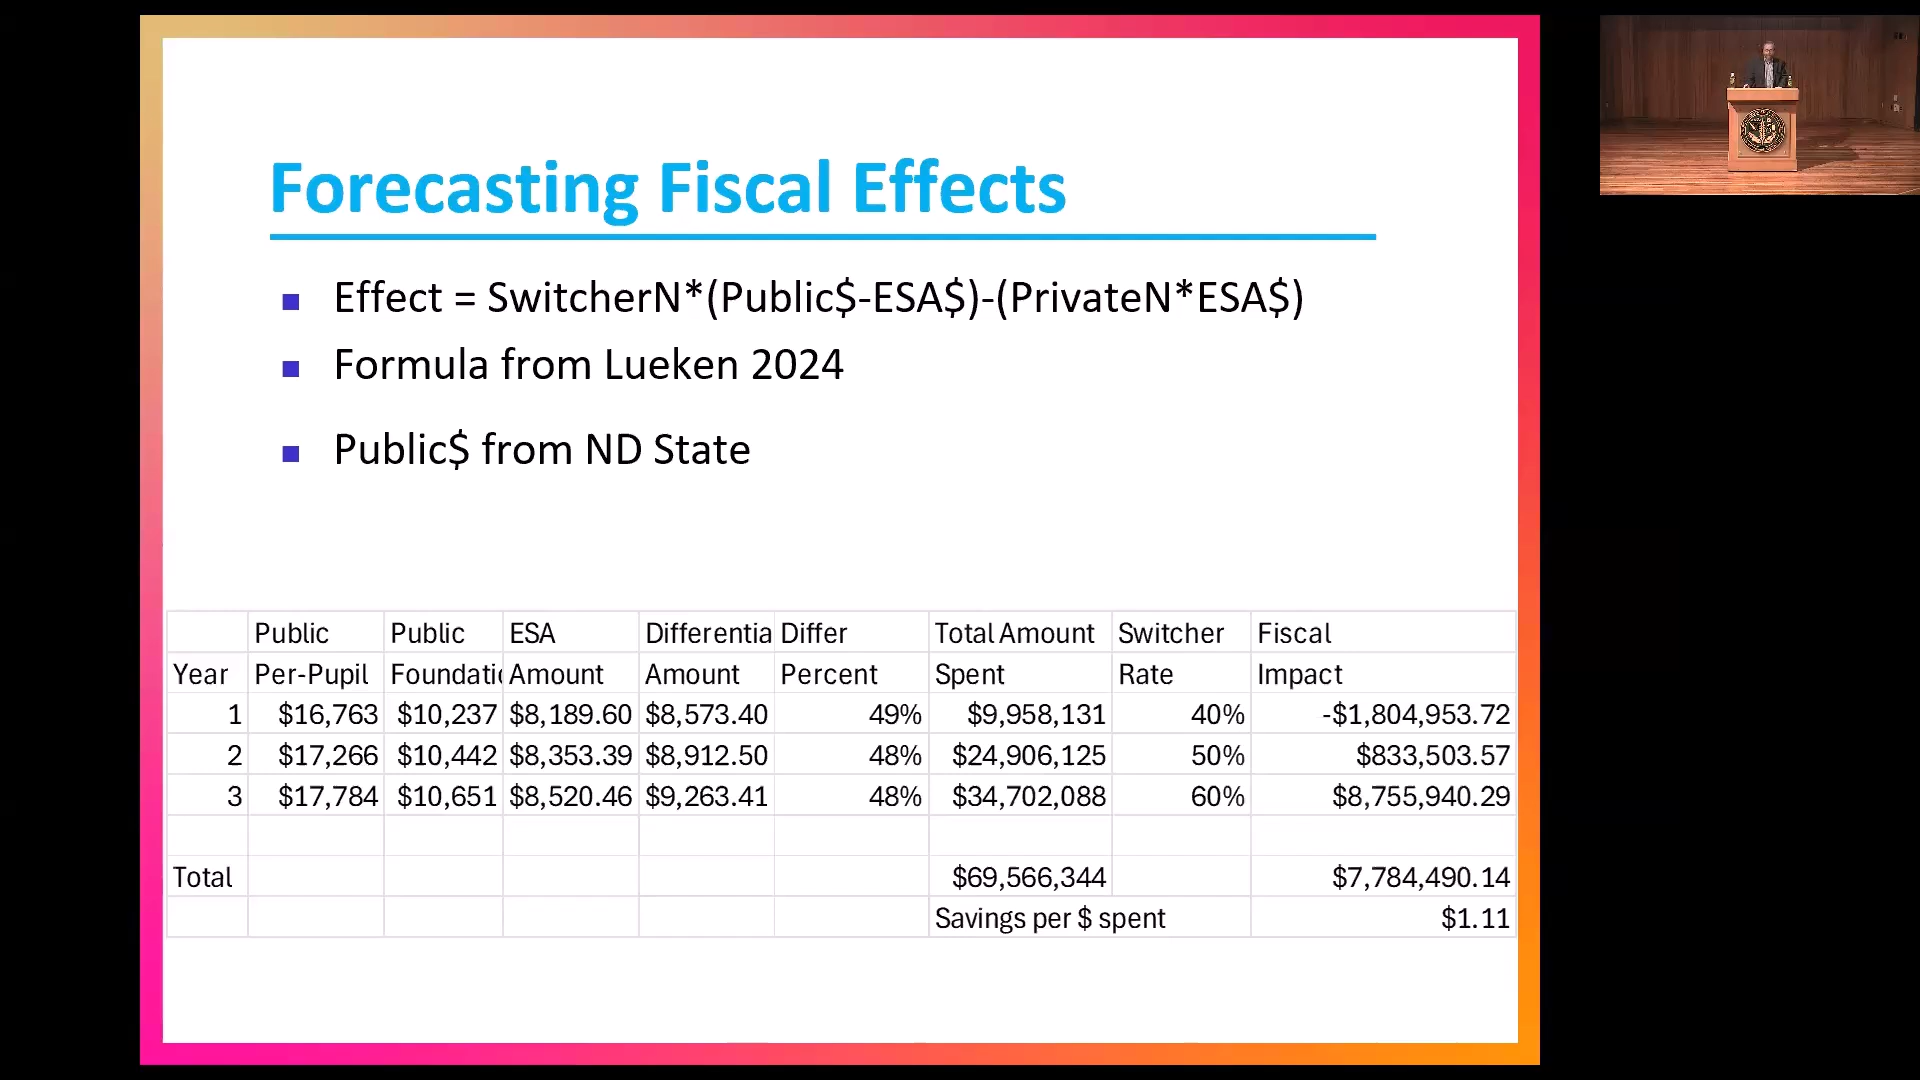 Forecasting Fiscal Effects
Effect = SwitcherN*(Public$-ESA$)-(PrivateN*ESA$)
Formula from Lueken 2024
Public$ from ND State
Public Public ESA Differentia Differ Total Amount Switcher Fiscal
Year Per-Pupil Foundatio Amount Amount Percent Spent Rate Impact
1 $16,763 $10,237 $8,189.60 $8,573.40 49% $9,958,131 40% -$1,804,953.72
2 $17,266 $10,442 $8,353.39 $8,912.50 48% $24,906,125 50% $833,503.57
3 $17,784 $10,651 $8,520.46 $9,263.41 48% $34,702,088 60% $8,755,940.29
Total $69,566,344 $7,784,490.14
Savings per $ spent $1.11